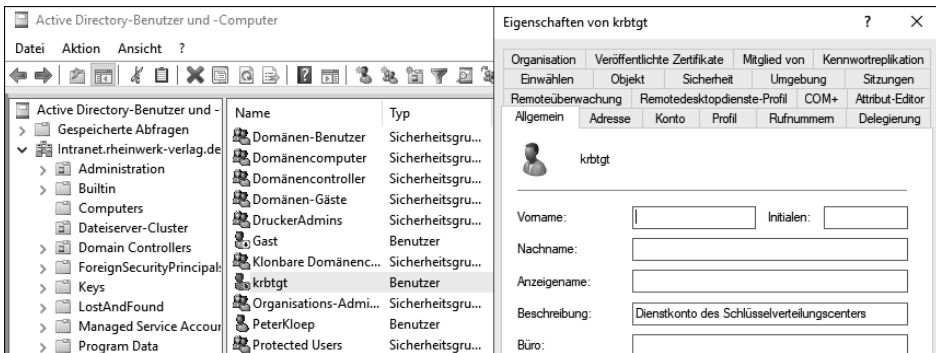 Active Directory-Benutzer und -Computer
Datei Aktion Ansicht ?
Active Directory-Benutzer und -
Gespeicherte Abfragen
Intranet.rheinwerk-verlag.de
Administration
Builtin
Computers
Dateiserver-Cluster
Domain Controllers
ForeignSecurityPrincipals
Keys
LostAndFound
Managed Service Accour
Program Data
Name Typ
Domänen-Benutzer Sicherheitsgru...
Domänencomputer Sicherheitsgru...
Domänencontroller Sicherheitsgru...
Domänen-Gäste Sicherheitsgru...
DruckerAdmins Sicherheitsgru...
Gast Benutzer
Klonbare Domänenc... Sicherheitsgru...
krbtgt Benutzer
Organisations-Admi... Sicherheitsgru...
PeterKloep Benutzer
Protected Users Sicherheitsgru...
Eigenschaften von krbtgt ? ×
Organisation Veröffentlichte Zertifikate Mitglied von Kennwortreplikation
Einwählen Objekt Sicherheit Umgebung Sitzungen
Remoteüberwachung Remotedesktopdienste-Profil COM+ Attribut-Editor
Allgemein Adresse Konto Profil Rufnummern Delegierung
krbtgt
Vorname: Initialen:
Nachname:
Anzeigename:
Beschreibung: Dienstkonto des Schlüsselverteilungscenters
Büro: